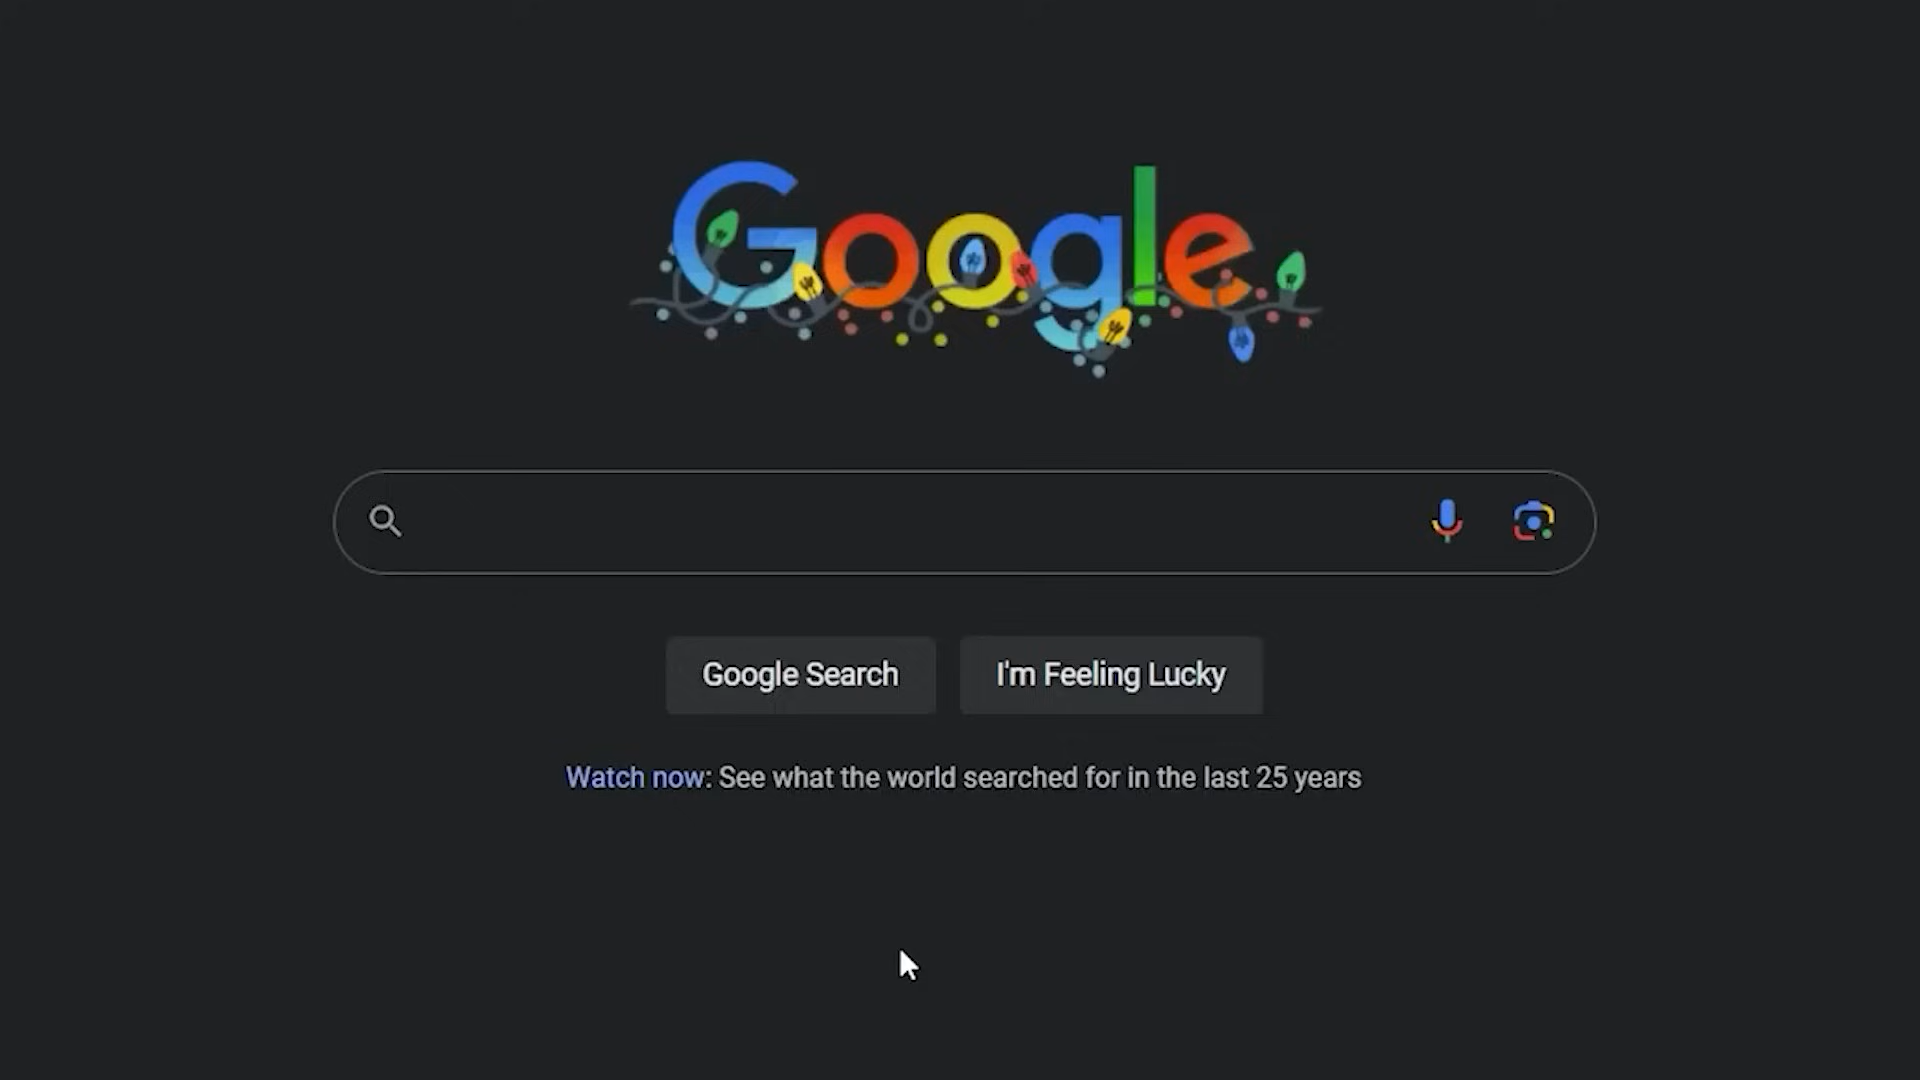 Google
Google Search
I'm Feeling Lucky
Watch now: See what the world searched for in the last 25 years